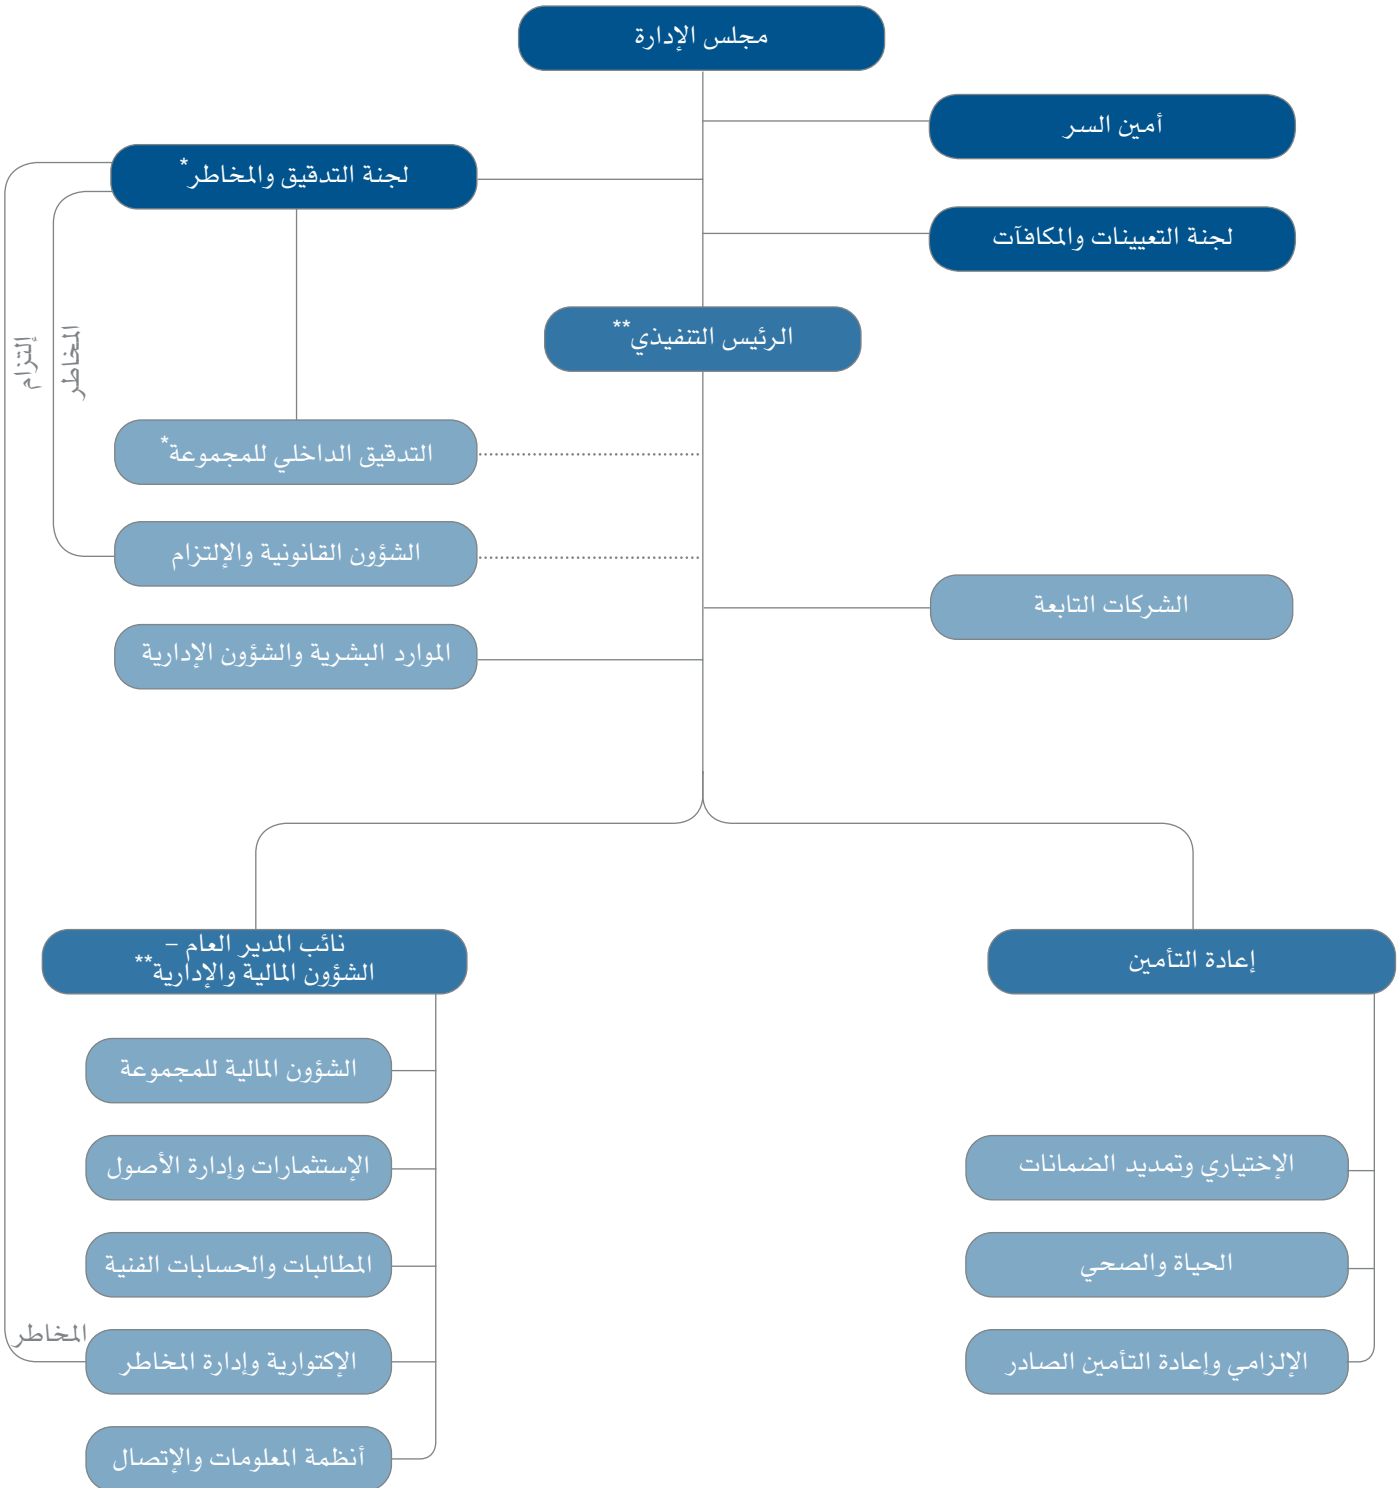 مجلس الإدارة
أمين السر
لجنة التدقيق والمخاطر*
لجنة التعيينات والمكافآت
الرئيس التنفيذي**
إلتزام
المخاطر
التدقيق الداخلي للمجموعة*
الشؤون القانونية والإلتزام
الشركات التابعة
الموارد البشرية والشؤون الإدارية
إعادة التأمين
نائب المدير العام –
الشؤون المالية والإدارية**
الشؤون المالية للمجموعة
الإختياري وتمديد الضمانات
الإستثمارات وإدارة الأصول
الحياة والصحي
المطالبات والحسابات الفنية
المخاطر
الإلزامي وإعادة التأمين الصادر
الإكتوارية وإدارة المخاطر
أنظمة المعلومات والإتصال